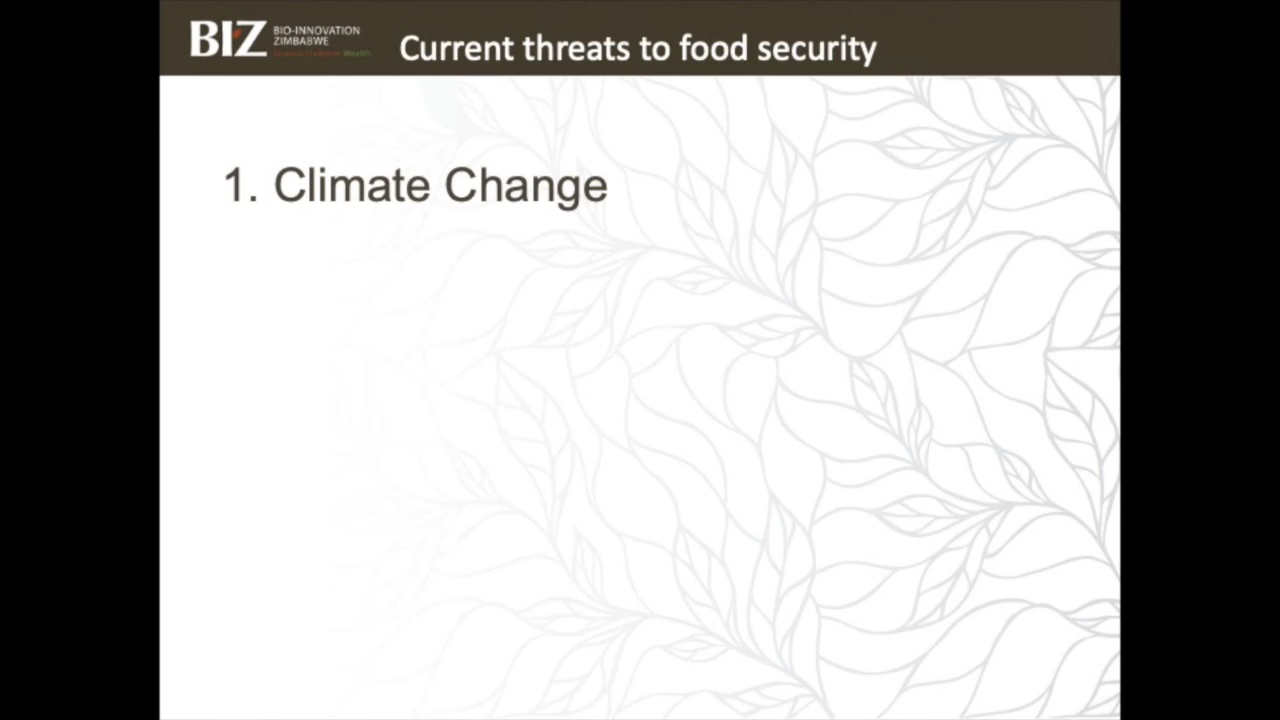 BIZ
BIO-INNOVATION
ZIMBABWE
Current threats to food security
1. Climate Change